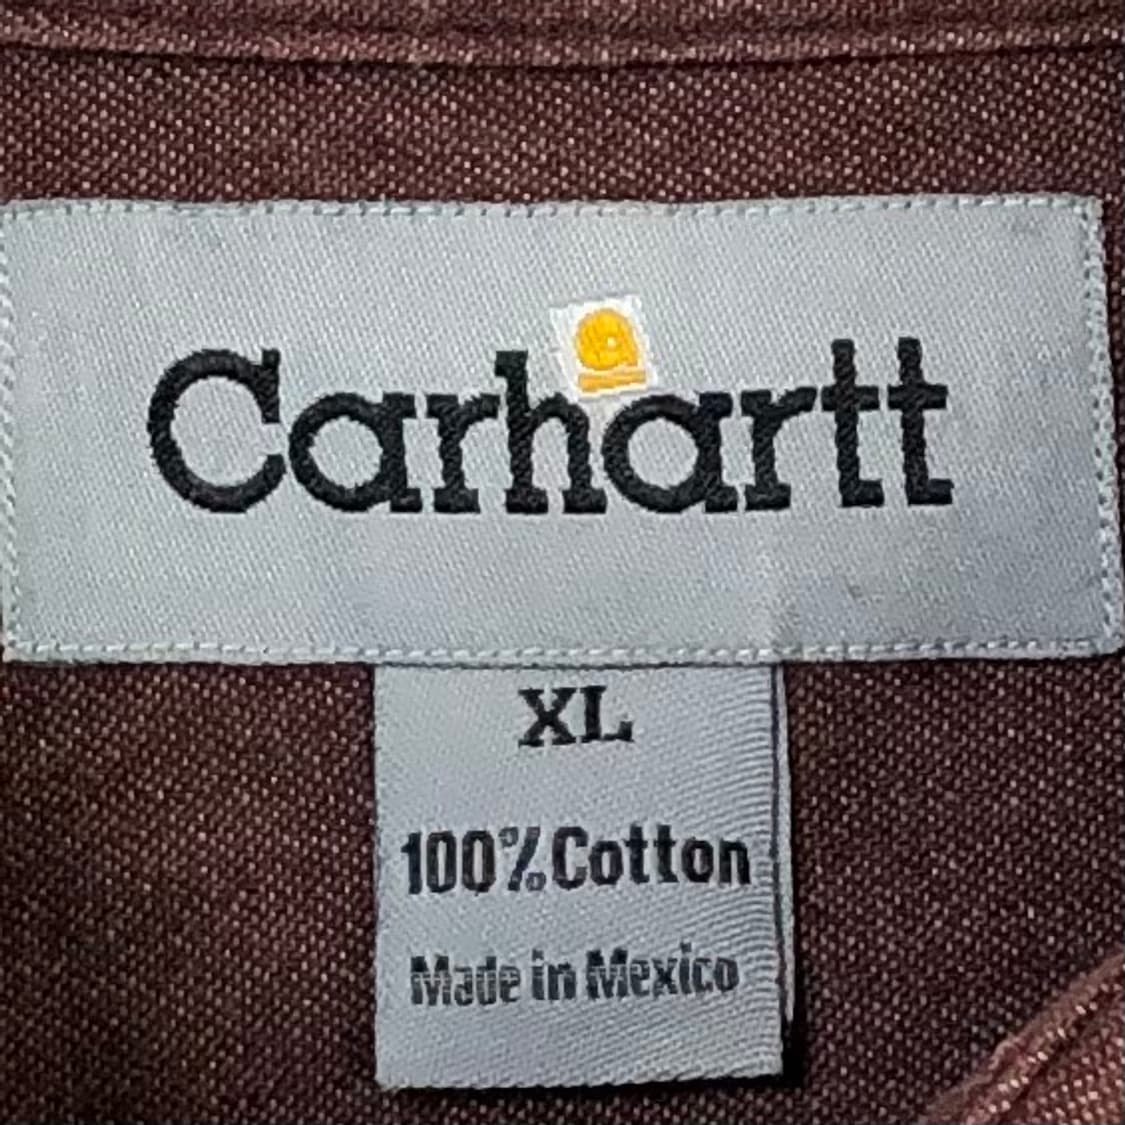 Carhartt
XL
100% Cotton
Made in Mexico